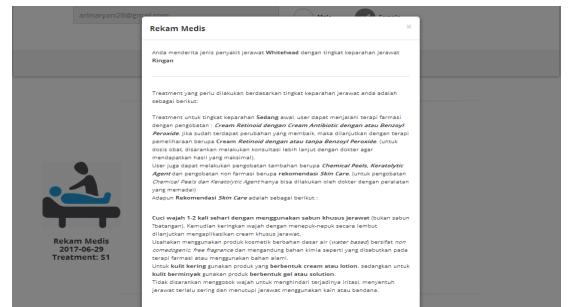 arimaryani28@gmail.com
Male
Female
Rekam Medis
×
Anda menderita jenis penyakit jerawat Whitehead dengan tingkat keparahan jerawat
Ringan
Treatment yang perlu dilakukan berdasarkan tingkat keparahan jerawat anda adalah
sebagai berikut:
Treatment untuk tingkat keparahan Sedang awal, user dapat menjalani terapi farmasi
dengan pengobatan : Cream Retinoid dengan Cream Antibiotic dengan atau Benzoyl
Peroxide. Jika sudah terdapat perubahan yang membaik, maka dilanjutkan dengan terapi
pemeliharaan berupa Cream Retinoid dengan atau tanpa Benzoyl Peroxide. (untuk
dosis obat, disarankan melakukan konsultasi lebih lanjut dengan dokter agar
mendapatkan hasil yang maksimal).
User juga dapat melakukan pengobatan tambahan berupa Chemical Peels, Keratolytic
Agent dan pengobatan non farmasi berupa rekomendasi Skin Care. (untuk pengobatan
Chemical Peels dan Keratolytic Agent hanya bisa dilakukan oleh dokter dengan peralatan
yang memadai)
Adapun Rekomendasi Skin Care adalah sebagai berikut :
Cuci wajah 1-2 kali sehari dengan menggunakan sabun khusus jerawat (bukan sabun
?batangan). Kemudian keringkan wajah dengan menepuk-nepuk secara lembut
dilanjutkan mengaplikasikan cream khusus jerawat.
Usahakan menggunakan produk kosmetik berbahan dasar air (water based) bersifat non
comedogenic, free fragrance dan mengandung bahan kimia seperti yang disebutkan pada
terapi farmasi atau menggunakan bahan alami.
Untuk kulit kering gunakan produk yang berbentuk cream atau lotion, sedangkan untuk
kulit berminyak gunakan produk berbentuk gel atau solution.
Tidak disarankan menggosok wajah untuk menghindari terjadinya iritasi, menyentuh
jerawat terlalu sering dan menutupi jerawat menggunakan kain atau bandana.
Rekam Medis
2017-06-29
Treatment: S1